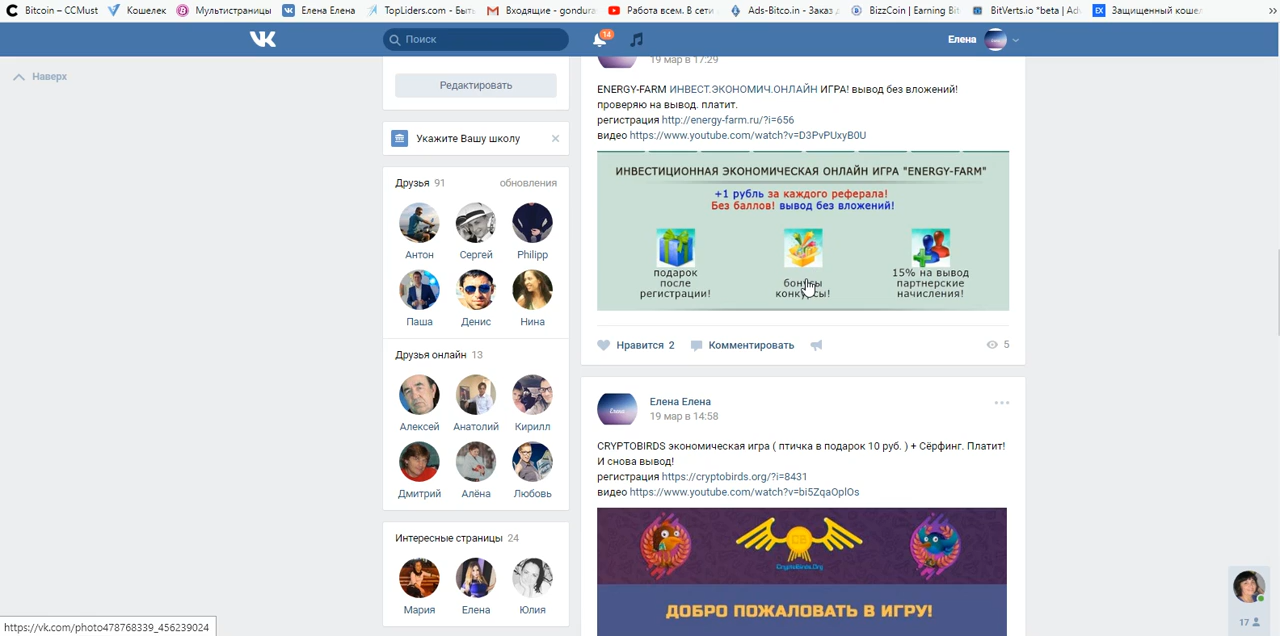 Bitcoin – CCMust
Кошелек
Мультистраницы
Елена Елена
TopLiders.com - Быть
Входящие - gondura
Работа всем. В сети
Ads-Bitco.in - Заказ
BizzCoin | Earning Bi
BitVerts.io *beta | Ad
Защищенный коше
Поиск
14
Елена
Наверх
Редактировать
Укажите Вашу школу
Друзья 91
обновления
Антон
Сергей
Philipp
Паша
Денис
Нина
Друзья онлайн 13
Алексей
Анатолий
Кирилл
Дмитрий
Алёна
Любовь
Интересные страницы 24
Мария
Елена
Юлия
19 мар в 17:29
ENERGY-FARM ИНВЕСТ.ЭКОНОМИЧ.ОНЛАЙН ИГРА! вывод без вложений!
проверяю на вывод. платит.
регистрация http://energy-farm.ru/?i=656
видео https://www.youtube.com/watch?v=D3PvPUxyB0U
ИНВЕСТИЦИОННАЯ ЭКОНОМИЧЕСКАЯ ОНЛАЙН ИГРА "ENERGY-FARM"
+1 рубль за каждого реферала!
Без баллов! вывод без вложений!
подарок
после
регистрации!
бонусы
конкурсы!
15% на вывод
партнерские
начисления!
Нравится 2
Комментировать
5
Елена Елена
19 мар в 14:58
CRYPTOBIRDS экономическая игра ( птичка в подарок 10 руб. ) + Сёрфинг. Платит!
И снова вывод!
регистрация https://cryptobirds.org/?i=8431
видео https://www.youtube.com/watch?v=bi5ZqaOplOs
CryptoBirds.Org
ДОБРО ПОЖАЛОВАТЬ В ИГРУ!
17
https://vk.com/photo478768339_456239024